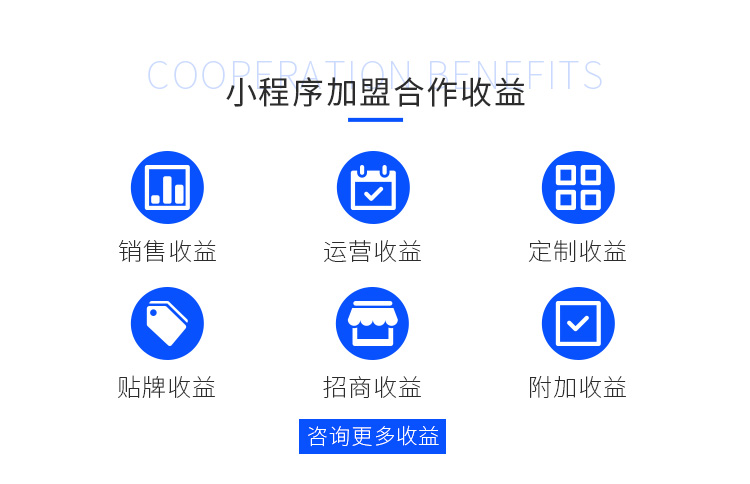 COOPERATION BENEFITS
小程序加盟合作收益
销售收益
运营收益
定制收益
贴牌收益
招商收益
附加收益
咨询更多收益